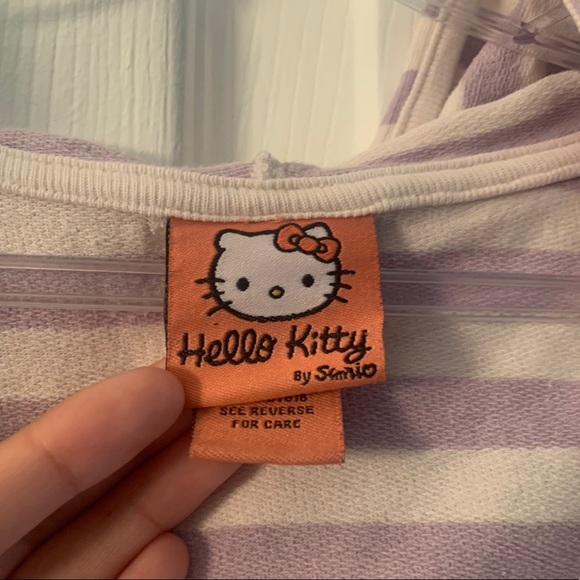 Hello Kitty
By Sanrio
SEE REVERSE
FOR CARE